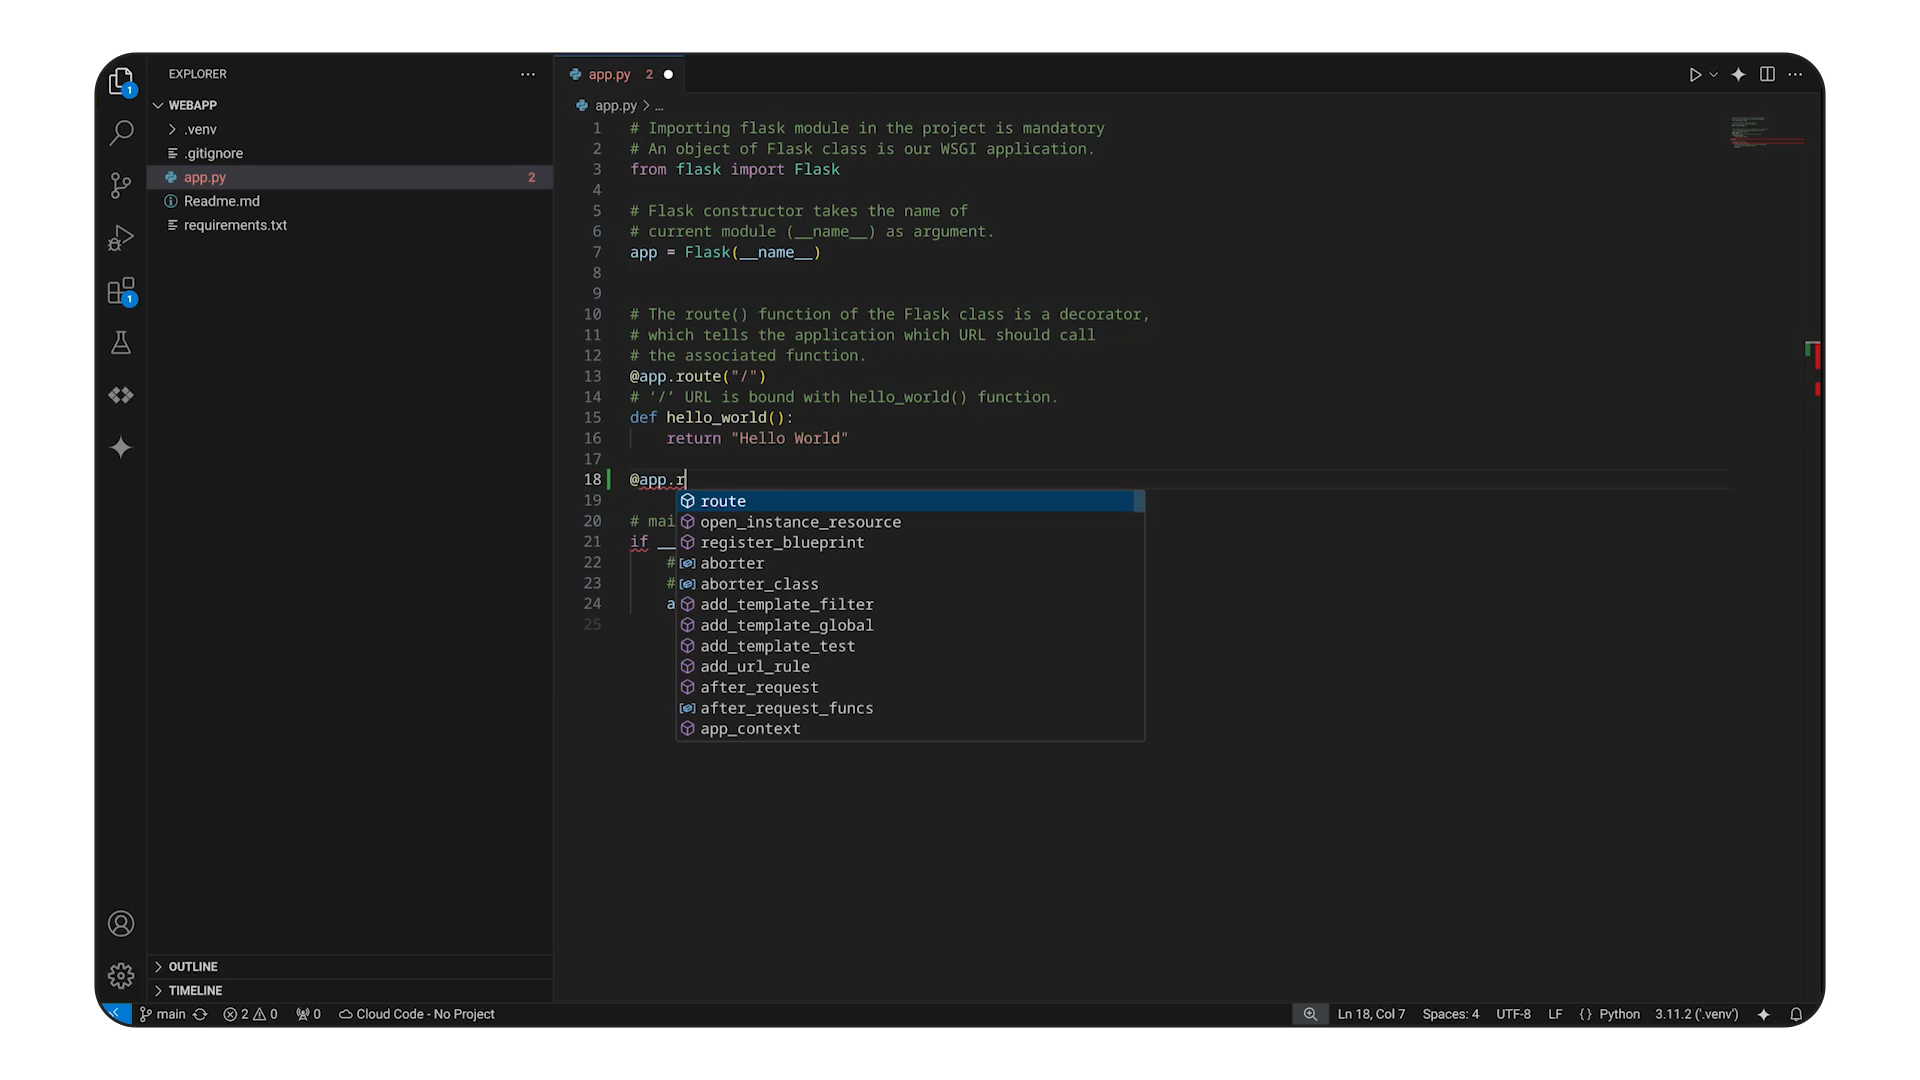 EXPLORER
WEBAPP
.venv
.gitignore
app.py 2
Readme.md
requirements.txt
OUTLINE
TIMELINE
1
1
app.py 2
app.py > ...
1 # Importing flask module in the project is mandatory
2 # An object of Flask class is our WSGI application.
3 from flask import Flask
4
5 # Flask constructor takes the name of
6 # current module (__name__) as argument.
7 app = Flask(__name__)
8
9
10 # The route() function of the Flask class is a decorator,
11 # which tells the application which URL should call
12 # the associated function.
13 @app.route("/")
14 # ‘/’ URL is bound with hello_world() function.
15 def hello_world():
16 return "Hello World"
17
18 @app.r
19
20 # mai
21 if __
22 #
23 #
24 a
25
route
open_instance_resource
register_blueprint
aborter
aborter_class
add_template_filter
add_template_global
add_template_test
add_url_rule
after_request
after_request_funcs
app_context
main 2 0 0 Cloud Code - No Project Ln 18, Col 7 Spaces: 4 UTF-8 LF {} Python 3.11.2 ('.venv')